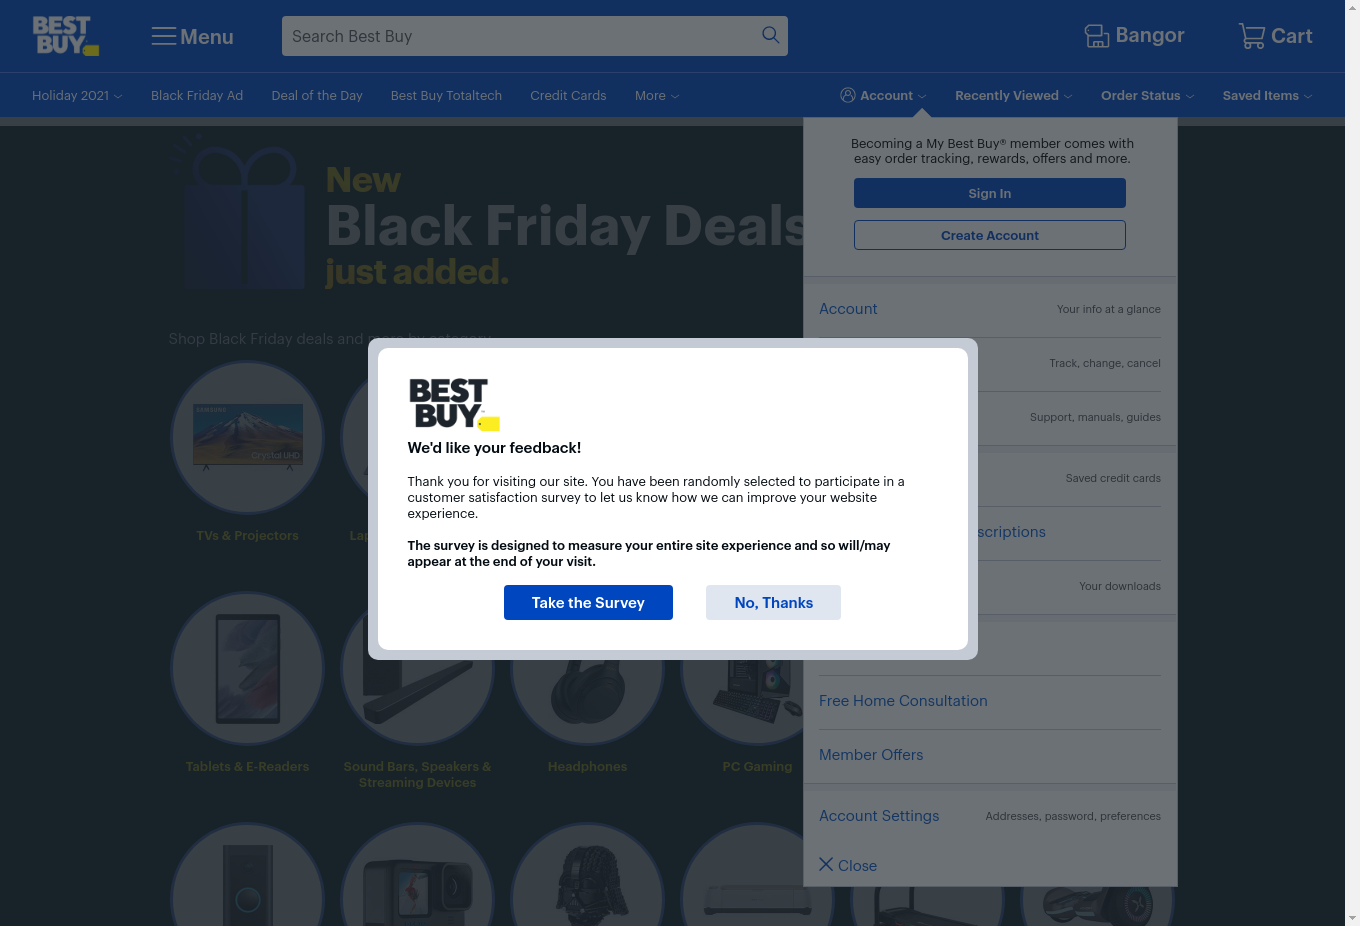 BEST
BUY
Menu
Search Best Buy
Bangor
Cart
Holiday 2021
Black Friday Ad
Deal of the Day
Best Buy Totaltech
Credit Cards
More
Account
Recently Viewed
Order Status
Saved Items
Becoming a My Best Buy® member comes with
easy order tracking, rewards, offers and more.
Sign In
Create Account
New
Black Friday Deals
just added.
Account
Your info at a glance
Track, change, cancel
Support, manuals, guides
Saved credit cards
Your downloads
Free Home Consultation
Member Offers
Account Settings
Addresses, password, preferences
Close
Shop Black Friday deals and more by category.
SAMSUNG
Crystal UHD
TVs & Projectors
BEST
BUY
We'd like your feedback!
Thank you for visiting our site. You have been randomly selected to participate in a
customer satisfaction survey to let us know how we can improve your website
experience.
The survey is designed to measure your entire site experience and so will/may
appear at the end of your visit.
Take the Survey
No, Thanks
Tablets & E-Readers
Sound Bars, Speakers &
Streaming Devices
Headphones
PC Gaming